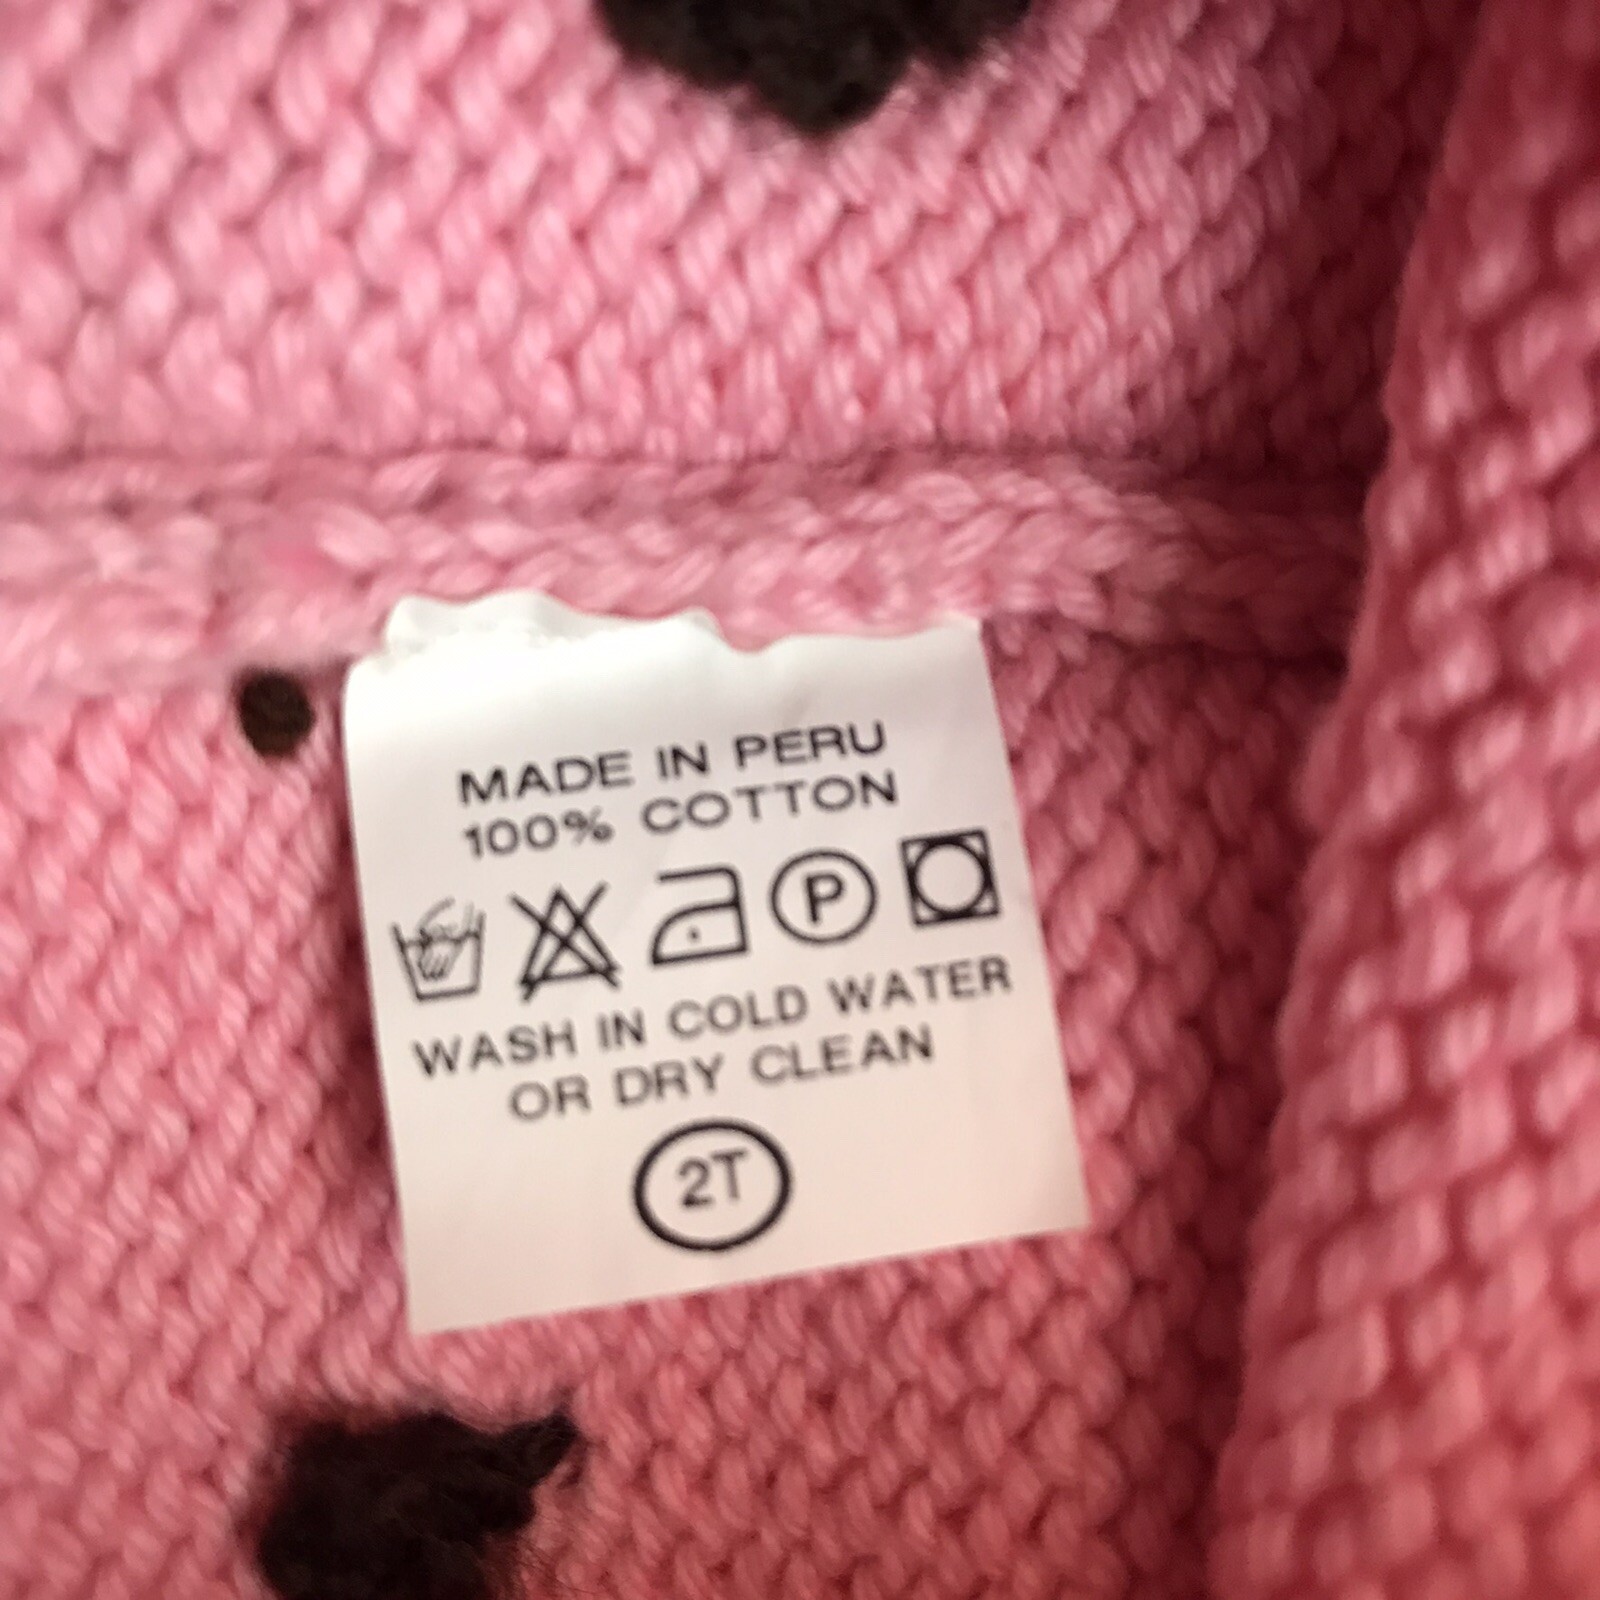 MADE IN PERU
100% COTTON
P
WASH IN COLD WATER
OR DRY CLEAN
2T